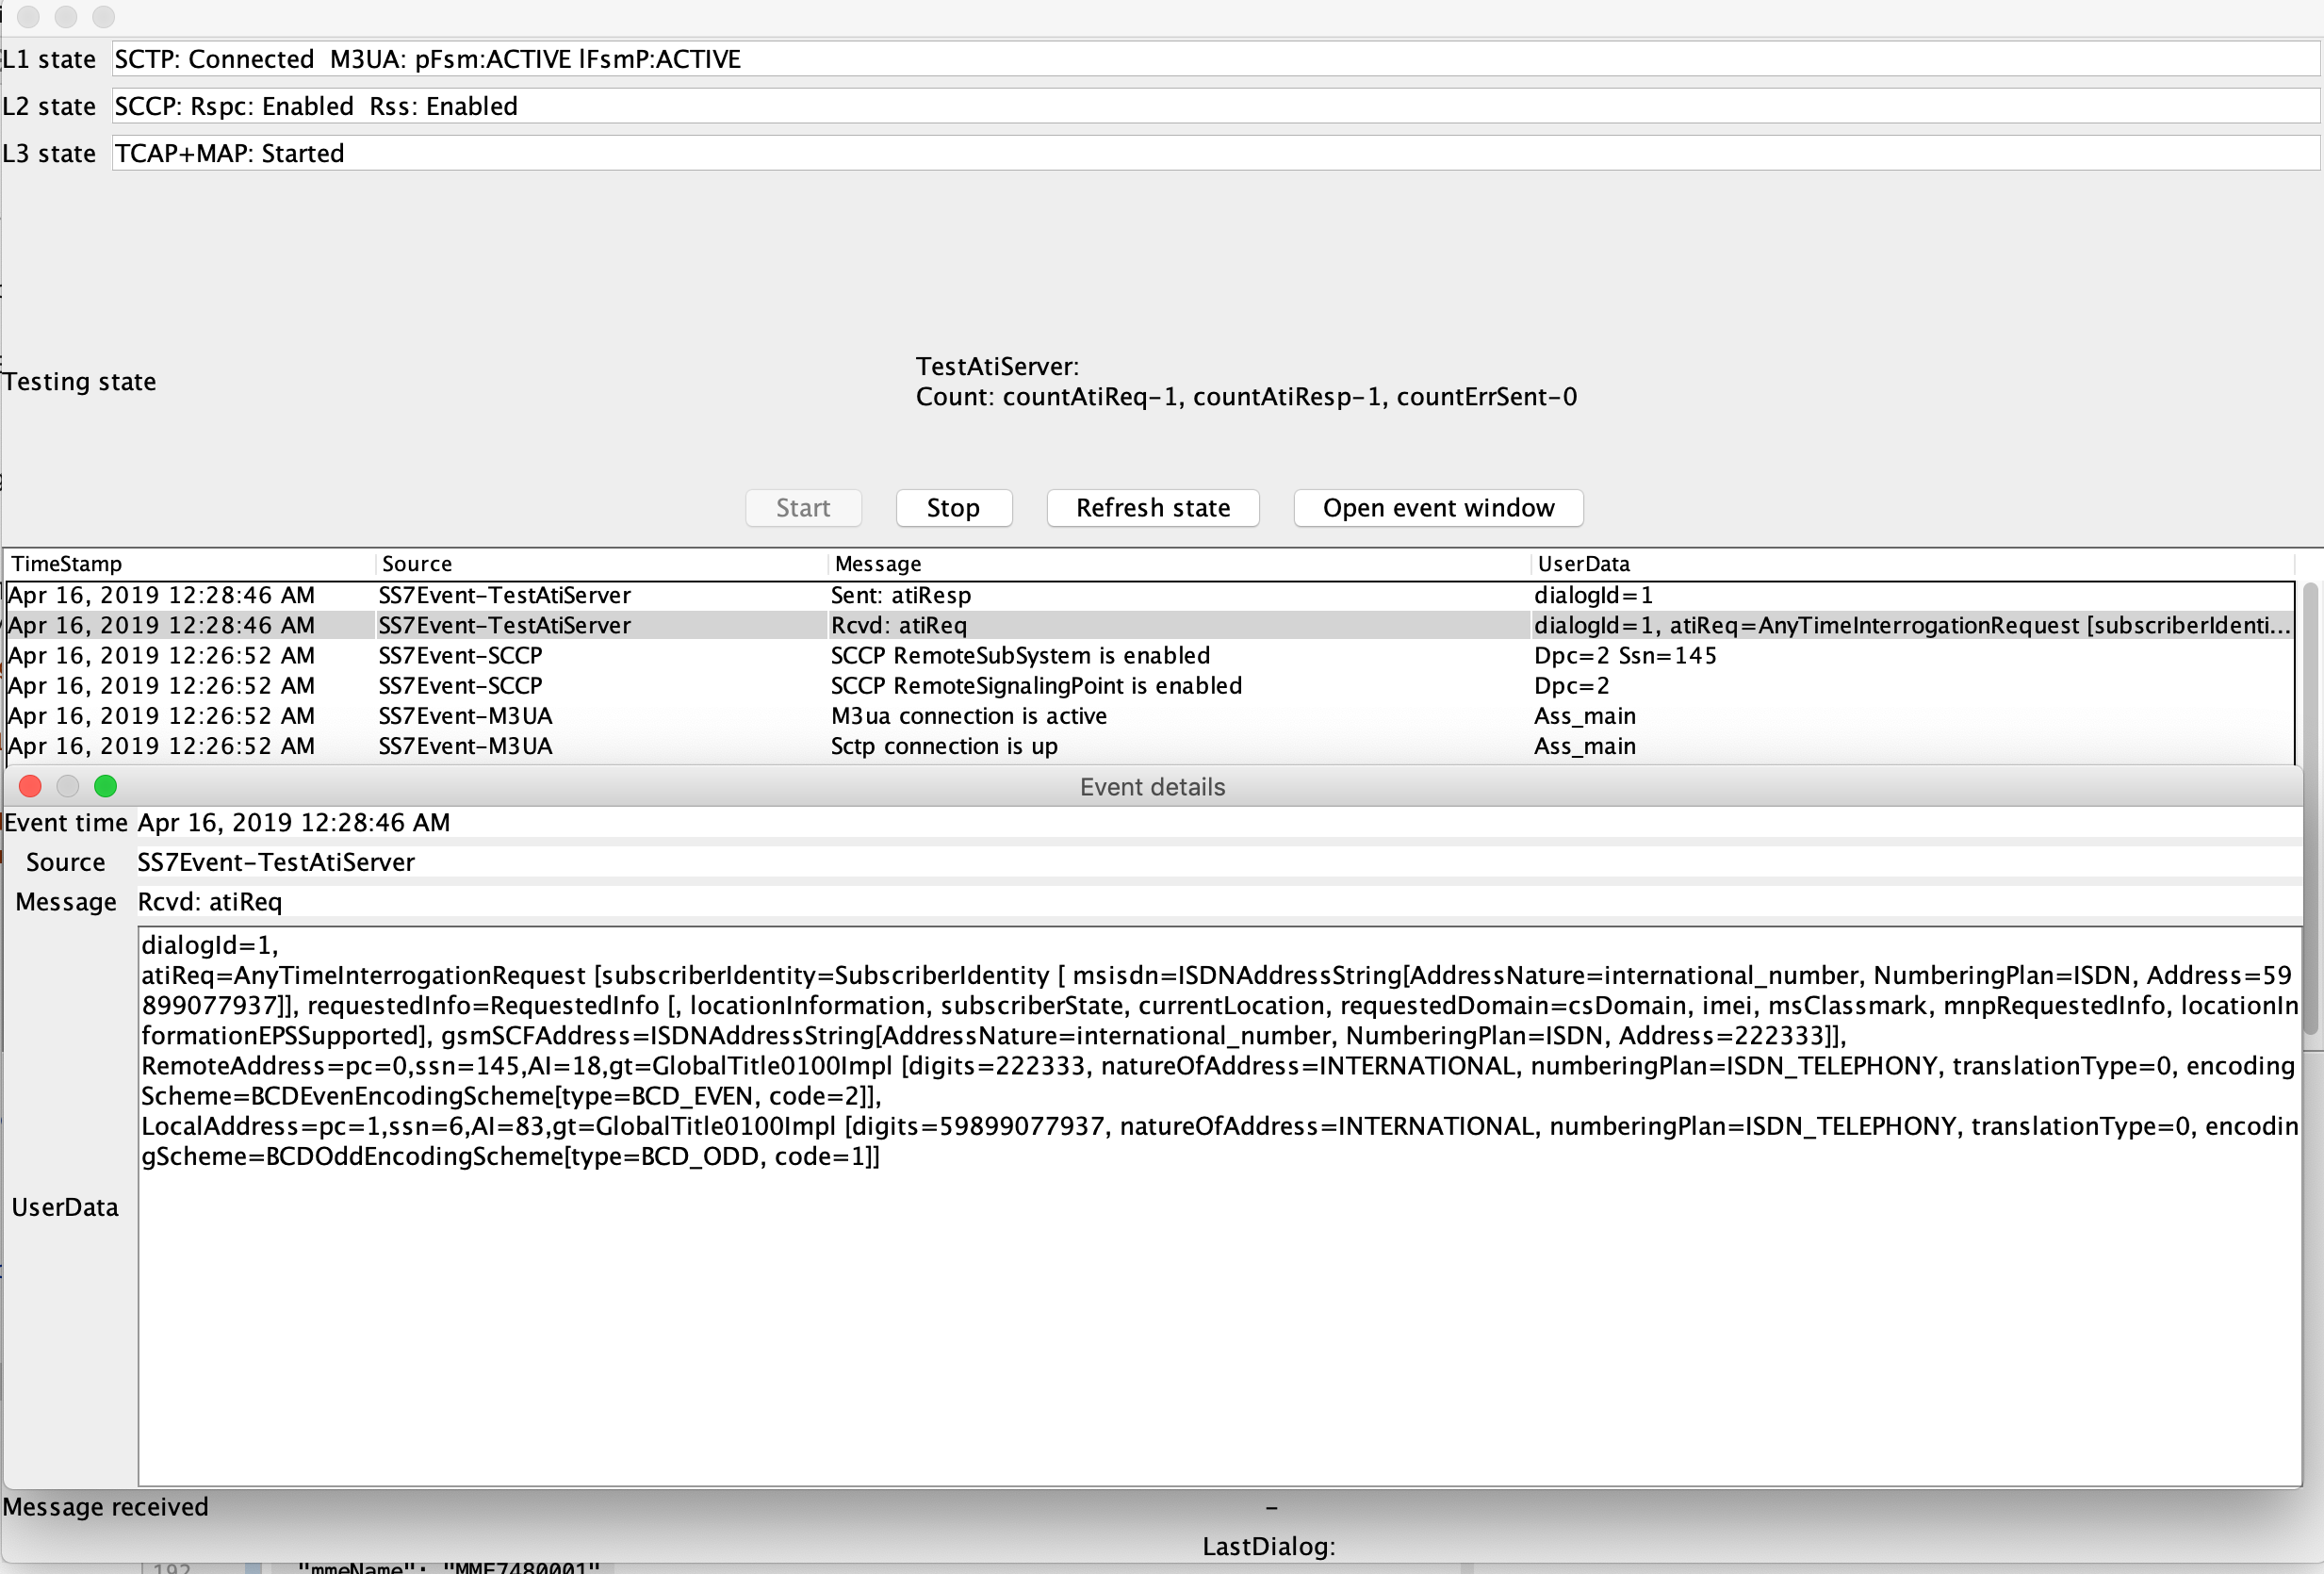 L1 state SCTP: Connected  M3UA: pFsm:ACTIVE lFsmP:ACTIVE
L2 state SCCP: Rspc: Enabled  Rss: Enabled
L3 state TCAP+MAP: Started
TestAtiServer:
Testing state
Count: countAtiReq-1, countAtiResp-1, countErrSent-0
Start Stop Refresh state Open event window
TimeStamp Source Message UserData
Apr 16, 2019 12:28:46 AM SS7Event-TestAtiServer Sent: atiResp dialogId=1
Apr 16, 2019 12:28:46 AM SS7Event-TestAtiServer Rcvd: atiReq dialogId=1, atiReq=AnyTimeInterrogationRequest [subscriberIdenti...
Apr 16, 2019 12:26:52 AM SS7Event-SCCP SCCP RemoteSubSystem is enabled Dpc=2 Ssn=145
Apr 16, 2019 12:26:52 AM SS7Event-SCCP SCCP RemoteSignalingPoint is enabled Dpc=2
Apr 16, 2019 12:26:52 AM SS7Event-M3UA M3ua connection is active Ass_main
Apr 16, 2019 12:26:52 AM SS7Event-M3UA Sctp connection is up Ass_main
Event details
Event time Apr 16, 2019 12:28:46 AM
Source SS7Event-TestAtiServer
Message Rcvd: atiReq
dialogId=1,
atiReq=AnyTimeInterrogationRequest [subscriberIdentity=SubscriberIdentity [ msisdn=ISDNAddressString[AddressNature=international_number, NumberingPlan=ISDN, Address=59
899077937]], requestedInfo=RequestedInfo [, locationInformation, subscriberState, currentLocation, requestedDomain=csDomain, imei, msClassmark, mnpRequestedInfo, locationIn
formationEPSSupported], gsmSCFAddress=ISDNAddressString[AddressNature=international_number, NumberingPlan=ISDN, Address=222333]],
RemoteAddress=pc=0,ssn=145,AI=18,gt=GlobalTitle0100Impl [digits=222333, natureOfAddress=INTERNATIONAL, numberingPlan=ISDN_TELEPHONY, translationType=0, encoding
Scheme=BCDEvenEncodingScheme[type=BCD_EVEN, code=2]],
LocalAddress=pc=1,ssn=6,AI=83,gt=GlobalTitle0100Impl [digits=59899077937, natureOfAddress=INTERNATIONAL, numberingPlan=ISDN_TELEPHONY, translationType=0, encodin
gScheme=BCDOddEncodingScheme[type=BCD_ODD, code=1]]
UserData
Message received -
LastDialog:
192 "mmeName": "MME7480001"